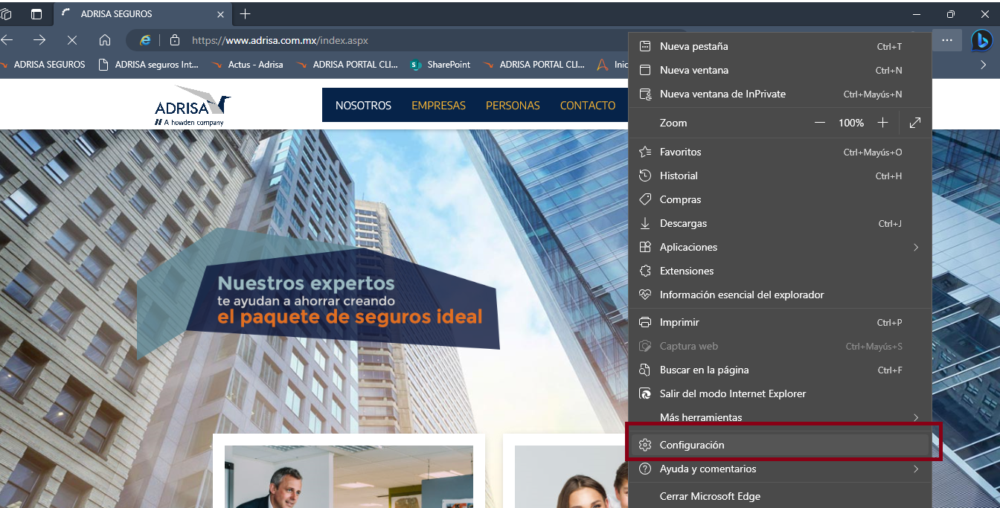 ADRISA SEGUROS
https://www.adrisa.com.mx/index.aspx
ADRISA SEGUROS
ADRISA seguros Int...
Actus - Adrisa
ADRISA PORTAL CLI...
SharePoint
ADRISA PORTAL CLI...
Inic
ADRISA
A howden company
NOSOTROS
EMPRESAS
PERSONAS
CONTACTO
Nuestros expertos
te ayudan a ahorrar creando
el paquete de seguros ideal
Nueva pestaña Ctrl+T
Nueva ventana Ctrl+N
Nueva ventana de InPrivate Ctrl+Mayús+N
Zoom 100%
Favoritos Ctrl+Mayús+O
Historial Ctrl+H
Compras
Descargas Ctrl+J
Aplicaciones
Extensiones
Información esencial del explorador
Imprimir Ctrl+P
Captura web Ctrl+Mayús+S
Buscar en la página Ctrl+F
Salir del modo Internet Explorer
Más herramientas
Configuración
Ayuda y comentarios
Cerrar Microsoft Edge